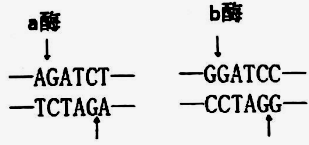 a酶 b酶
—AGATCT— —GGATCC—
—TCTAGA— —CCTAGG—